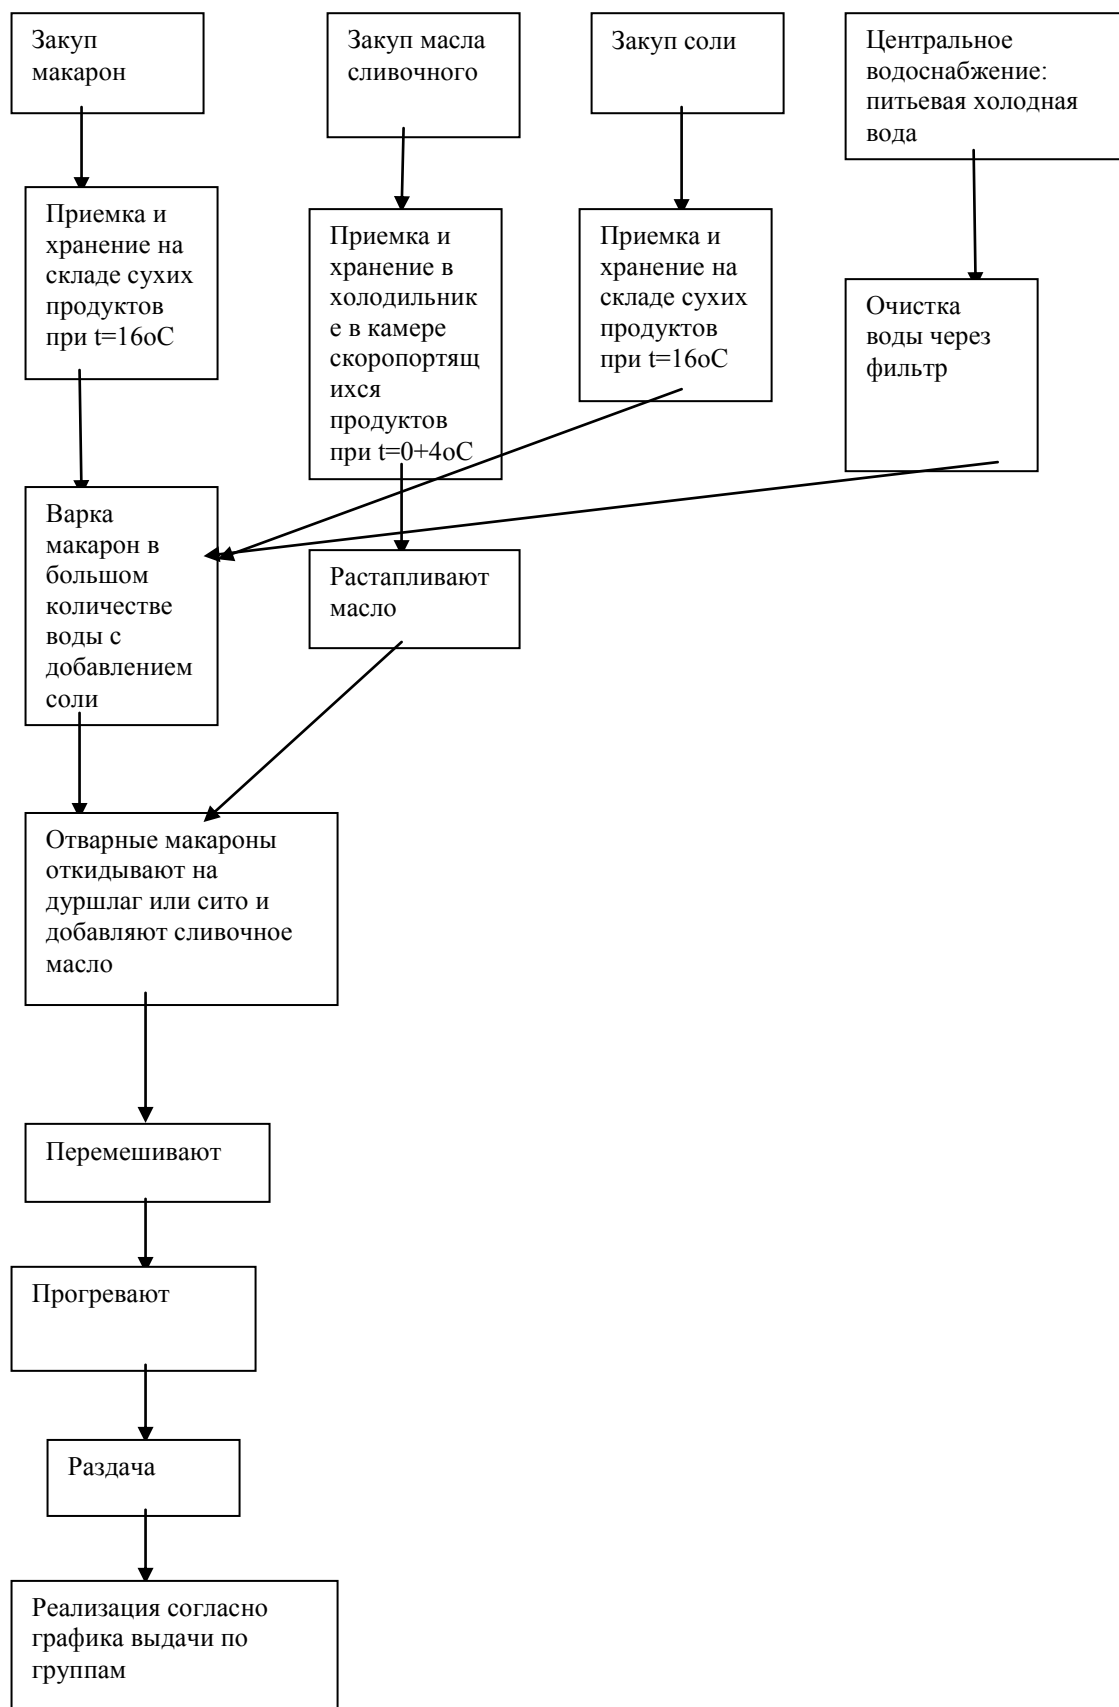 Закуп
макарон
Закуп масла
сливочного
Закуп соли
Центральное
водоснабжение:
питьевая холодная
вода
Приемка и
хранение на
складе сухих
продуктов
при t=16оС
Приемка и
хранение в
холодильник
е в камере
скоропортящ
ихся
продуктов
при t=0+4оС
Приемка и
хранение на
складе сухих
продуктов
при t=16оС
Очистка
воды через
фильтр
Варка
макарон в
большом
количестве
воды с
добавлением
соли
Растапливают
масло
Отварные макароны
откидывают на
дуршлаг или сито и
добавляют сливочное
масло
Перемешивают
Прогревают
Раздача
Реализация согласно
графика выдачи по
группам